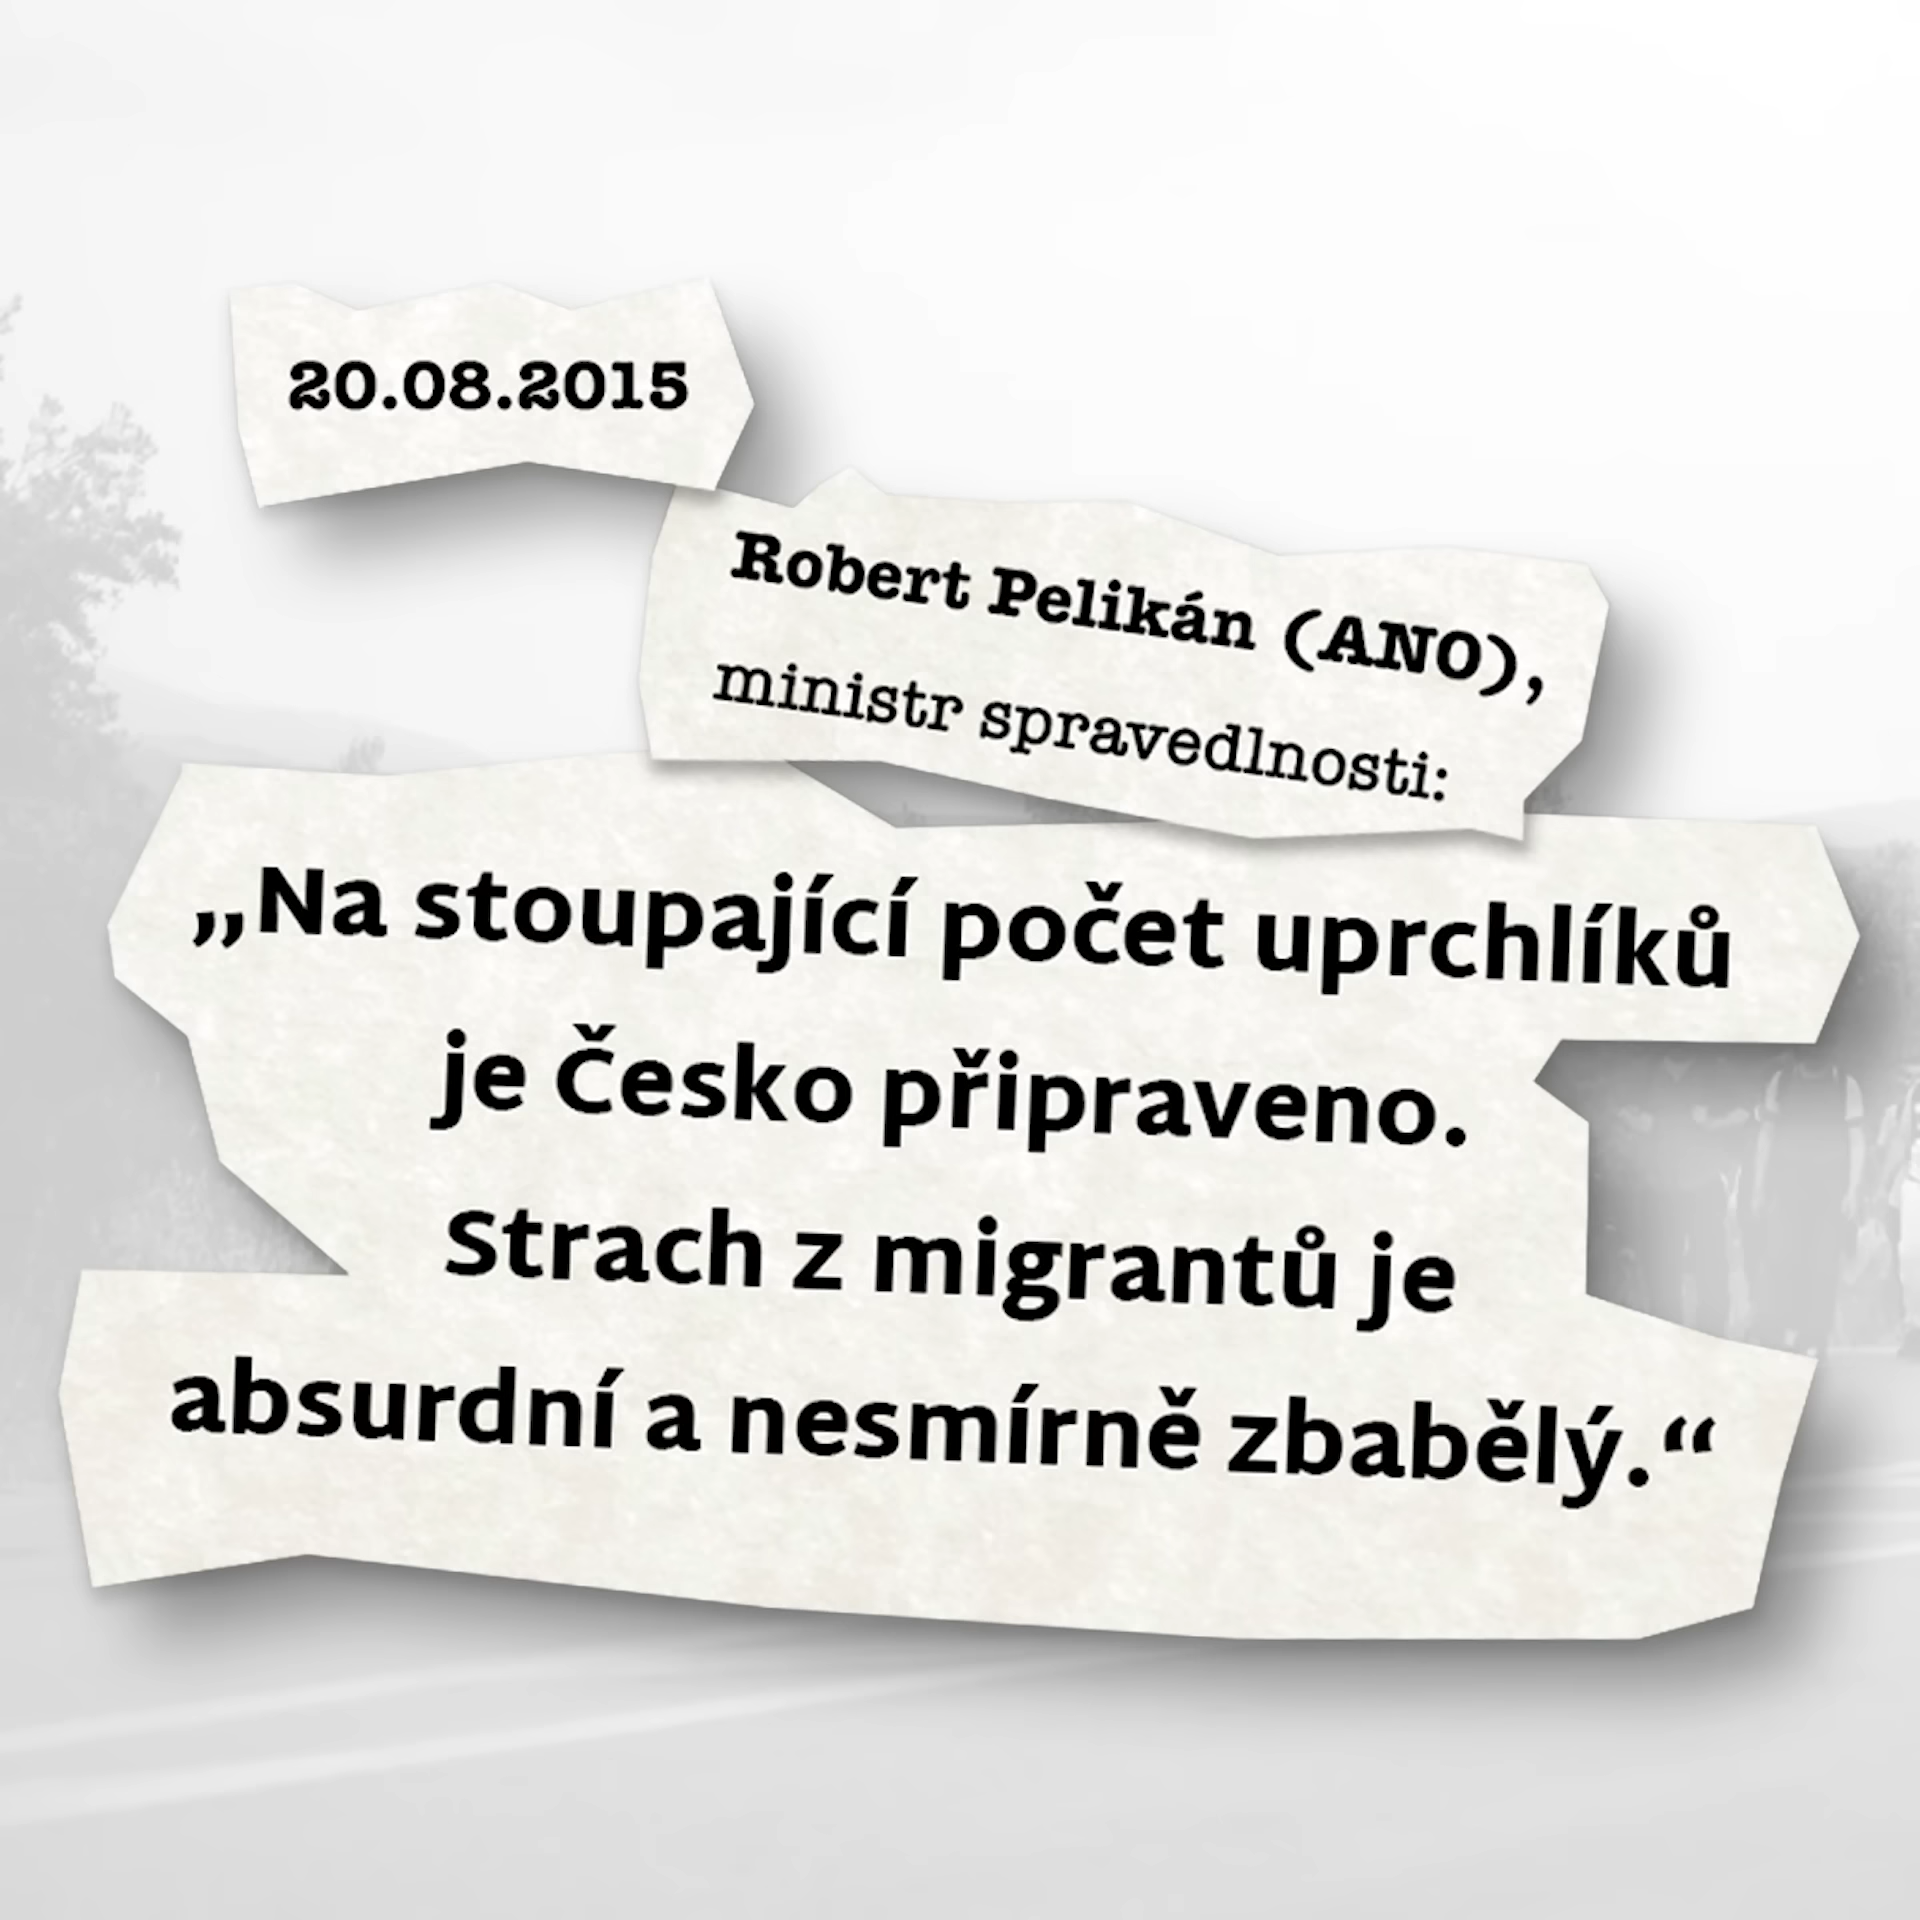 20.08.2015
Robert Pelikán (ANO),
ministr spravedlnosti:
„Na stoupající počet uprchlíků
je Česko připraveno.
Strach z migrantů je
absurdní a nesmírně zbabělý.“